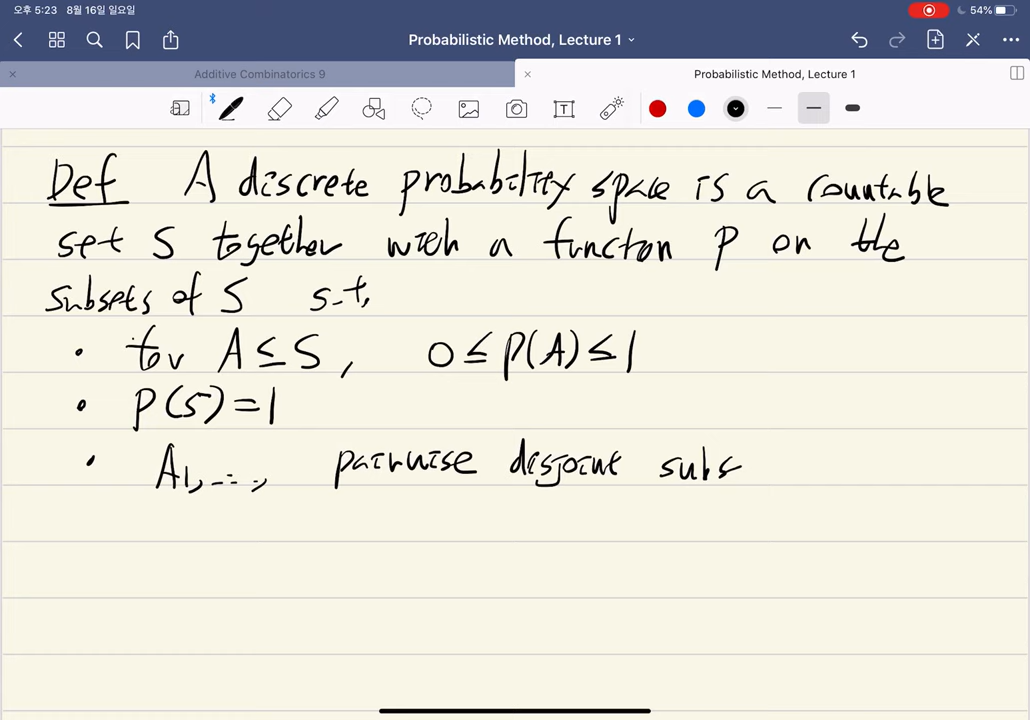 오후 5:23 8월 16일 일요일
54%
Probabilistic Method, Lecture 1
Additive Combinatorics 9
Probabilistic Method, Lecture 1
Def A discrete probability space is a countable
set S together with a functon P on the
subsets of S s.t.
• for A ⊆ S, 0 ≤ P(A) ≤ 1
• P(S) = 1
• A1, ..., pairwise disjoint subs